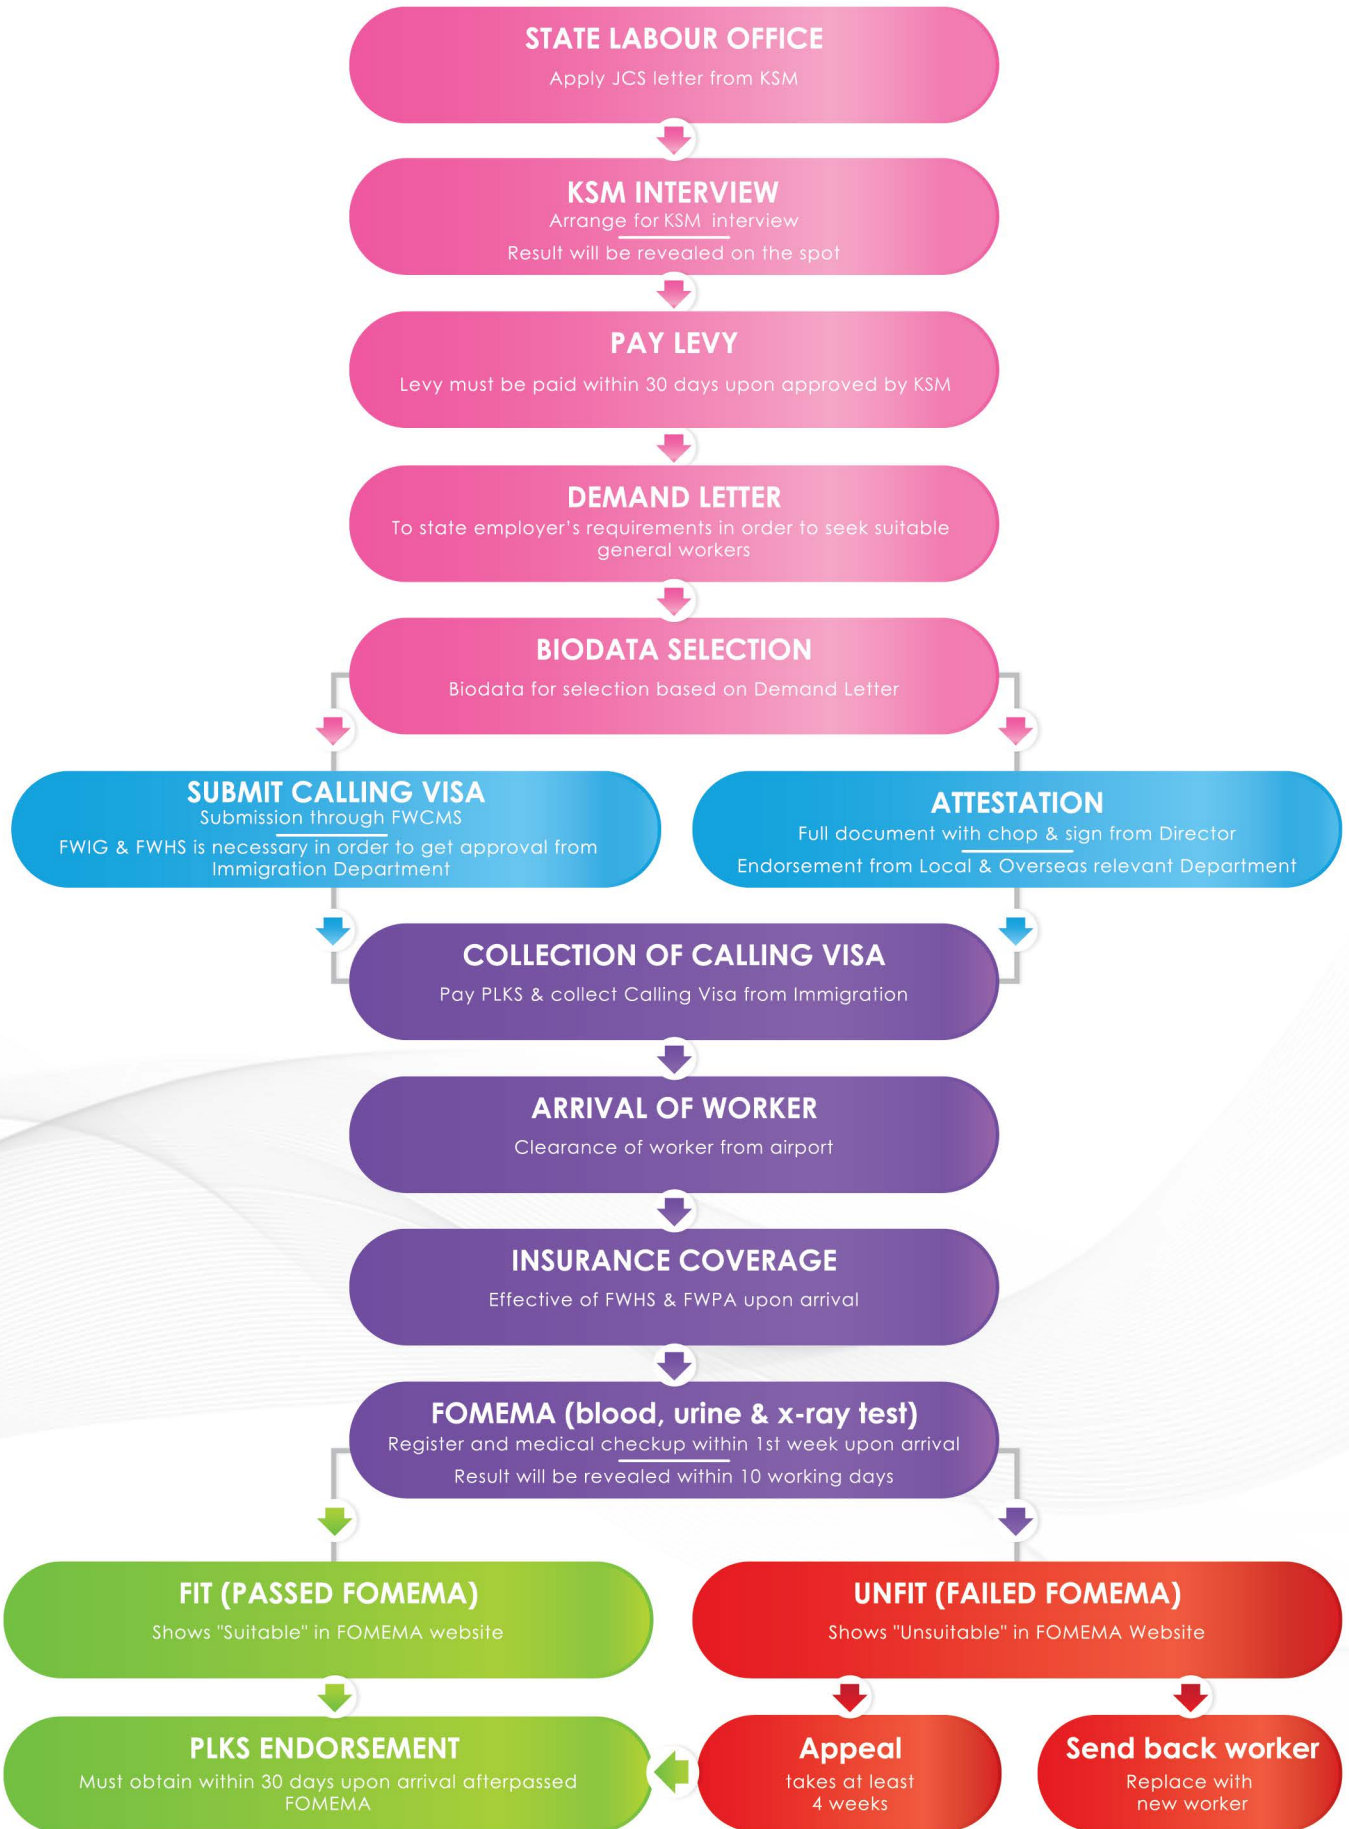 STATE LABOUR OFFICE
Apply JCS letter from KSM
KSM INTERVIEW
Arrange for KSM interview
Result will be revealed on the spot
PAY LEVY
Levy must be paid within 30 days upon approved by KSM
DEMAND LETTER
To state employer's requirements in order to seek suitable
general workers
BIODATA SELECTION
Biodata for selection based on Demand Letter
SUBMIT CALLING VISA
Submission through FWCMS
FWIG & FWHS is necessary in order to get approval from
Immigration Department
ATTESTATION
Full document with chop & sign from Director
Endorsement from Local & Overseas relevant Department
COLLECTION OF CALLING VISA
Pay PLKS & collect Calling Visa from Immigration
ARRIVAL OF WORKER
Clearance of worker from airport
INSURANCE COVERAGE
Effective of FWHS & FWPA upon arrival
FOMEMA (blood, urine & x-ray test)
Register and medical checkup within 1st week upon arrival
Result will be revealed within 10 working days
FIT (PASSED FOMEMA)
Shows "Suitable" in FOMEMA website
UNFIT (FAILED FOMEMA)
Shows "Unsuitable" in FOMEMA Website
PLKS ENDORSEMENT
Must obtain within 30 days upon arrival afterpassed
FOMEMA
Appeal
takes at least
4 weeks
Send back worker
Replace with
new worker